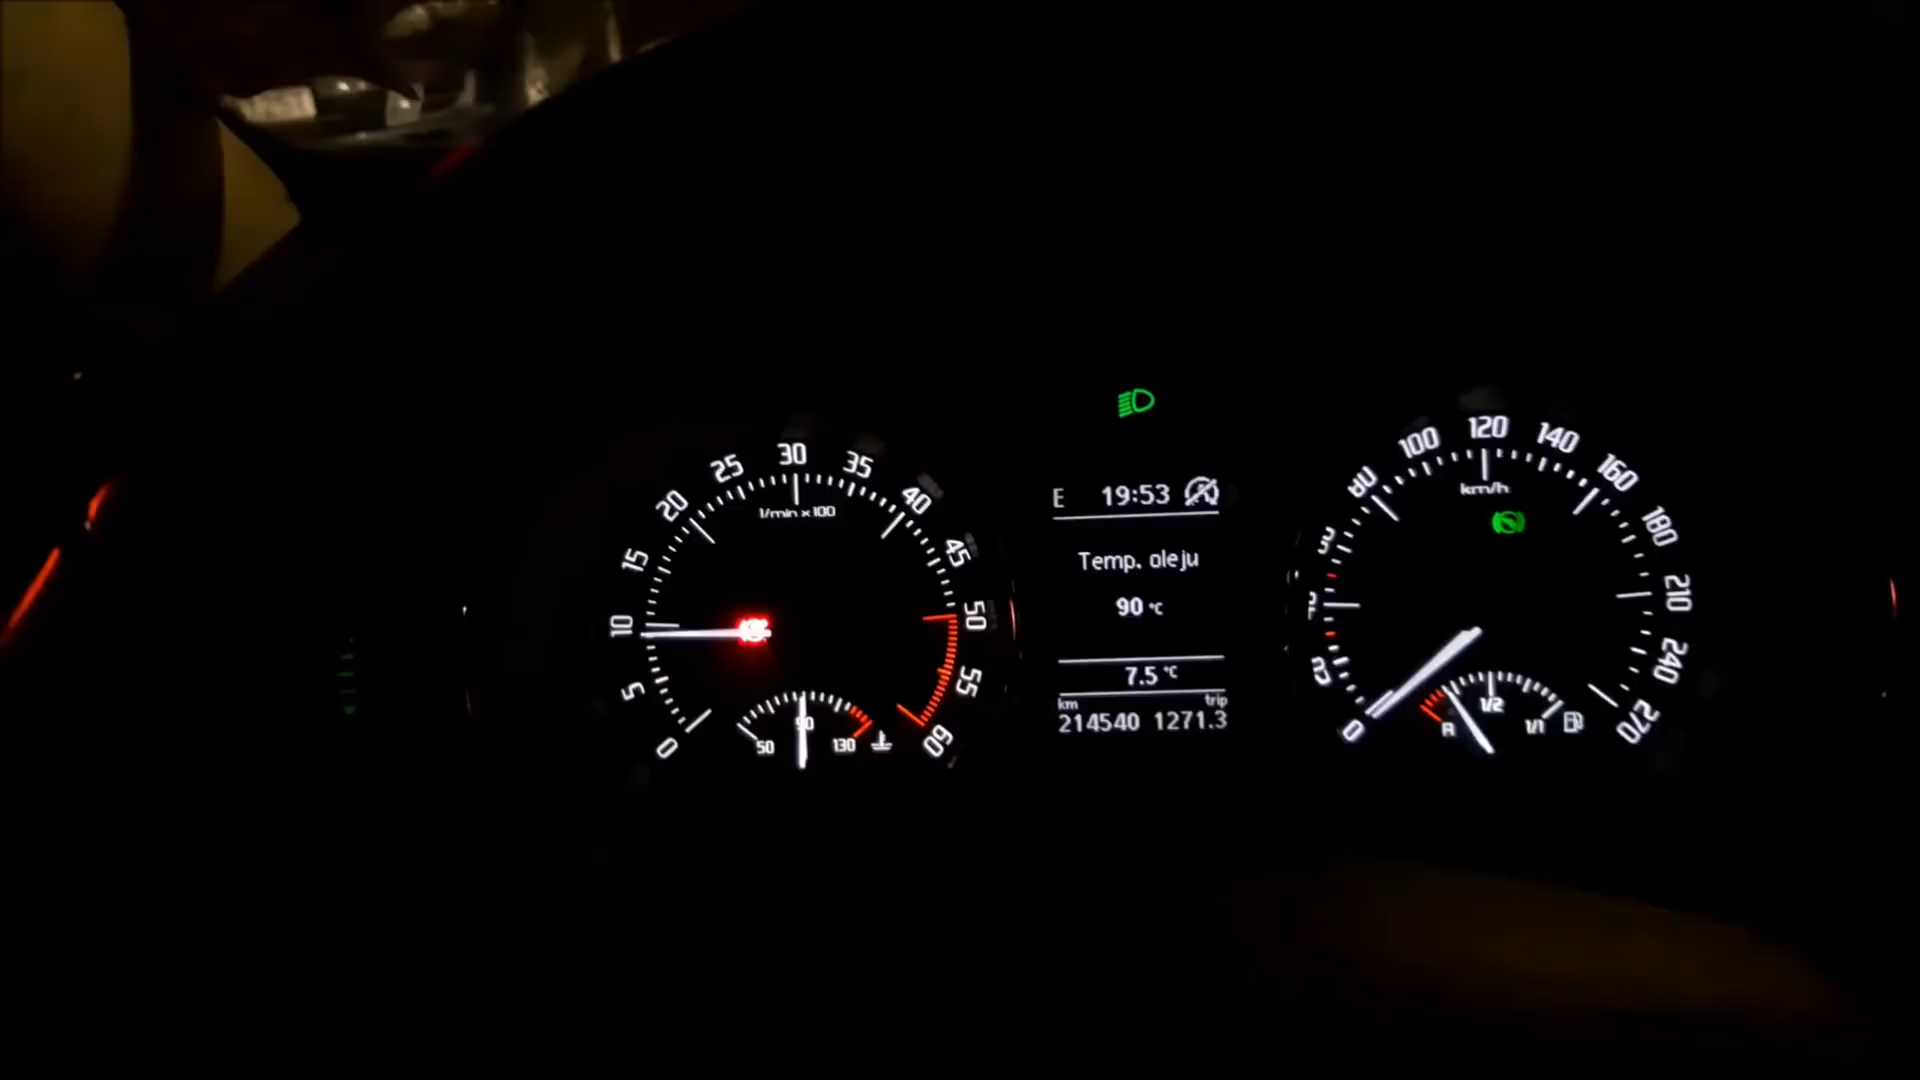 0 5 10 15 20 25 30 35 40 45 50 55 60
1/min x 100
50 90 130
E 19:53
Temp. oleju
90 °C
7.5 °C
km trip
214540 1271.3
0 80 100 120 140 160 180 210 240 270
km/h
R 1/2 1/1